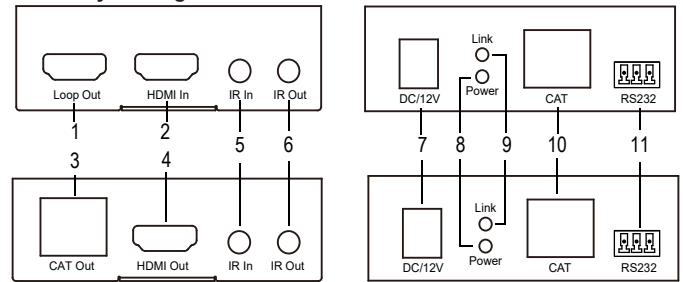 Loop Out HDMI In IR In IR Out
1 2 5 6
3 4
CAT Out HDMI Out IR In IR Out
Link
Power
DC/12V CAT RS232
7 8 9 10 11
Link
Power
DC/12V CAT RS232